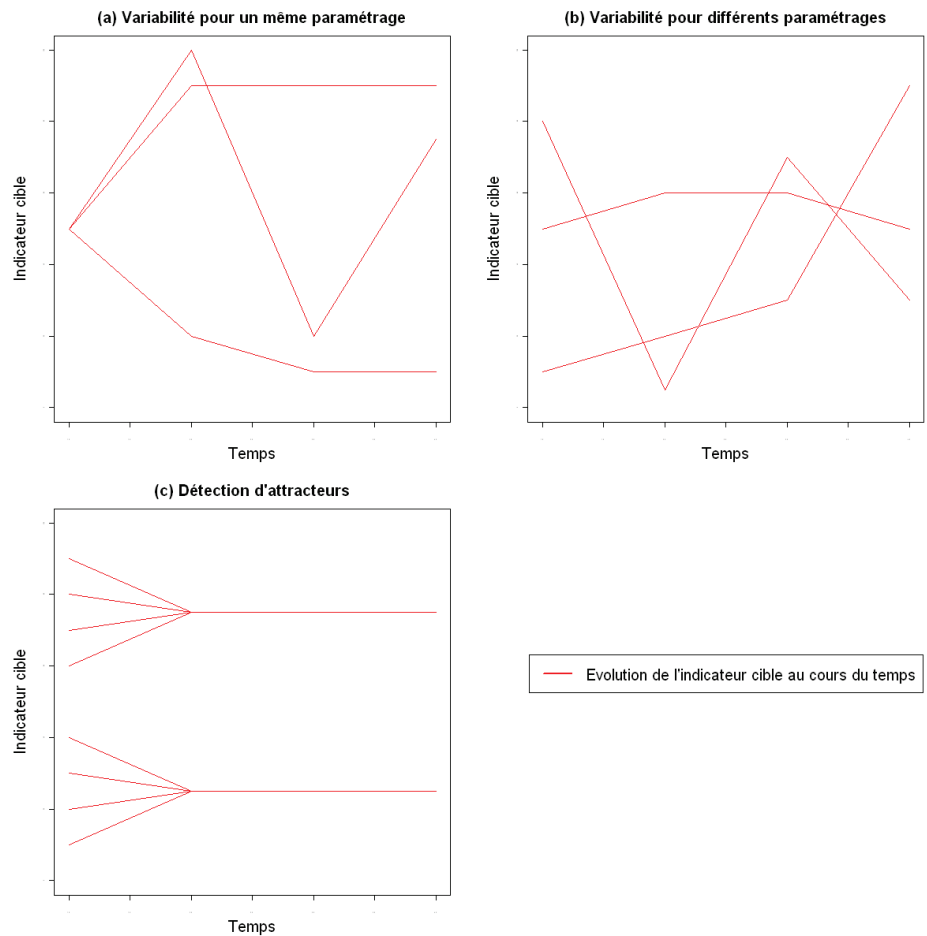 (a) Variabilité pour un même paramétrage
Indicateur cible
Temps
(b) Variabilité pour différents paramétrages
Indicateur cible
Temps
(c) Détection d'attracteurs
Indicateur cible
Temps
Evolution de l'indicateur cible au cours du temps